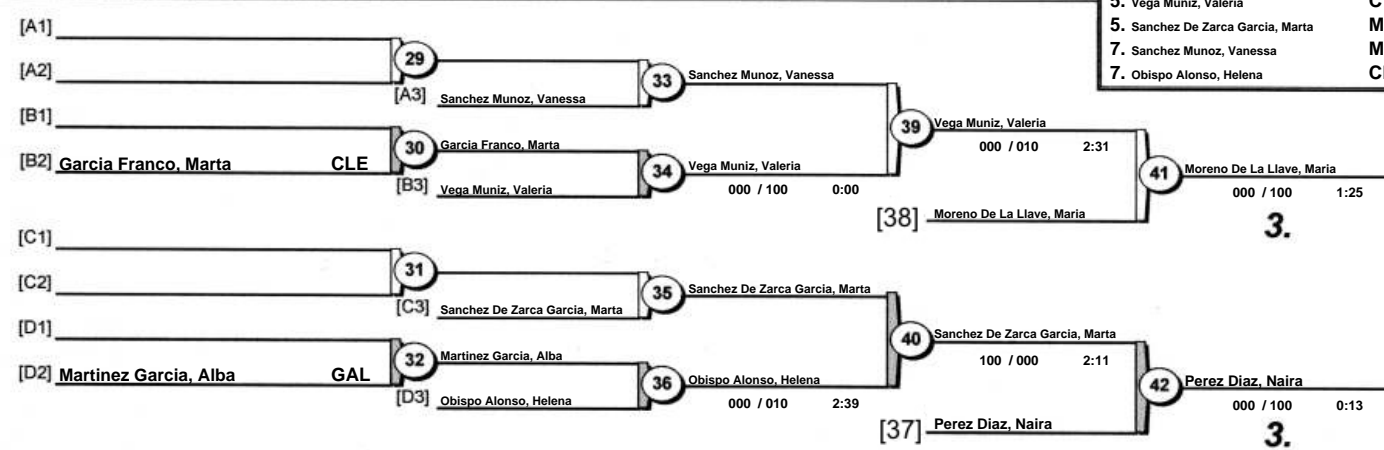 5. Vega Muniz, Valeria C
5. Sanchez De Zarca Garcia, Marta M
7. Sanchez Munoz, Vanessa M
7. Obispo Alonso, Helena C
[A1]
29
[A2]
[A3] Sanchez Munoz, Vanessa
33 Sanchez Munoz, Vanessa
[B1]
30 Garcia Franco, Marta
[B2] Garcia Franco, Marta CLE
[B3] Vega Muniz, Valeria
34 Vega Muniz, Valeria
000 / 100 0:00
39 Vega Muniz, Valeria
000 / 010 2:31
[38] Moreno De La Llave, Maria
41 Moreno De La Llave, Maria
000 / 100 1:25
3.
[C1]
31
[C2]
[C3] Sanchez De Zarca Garcia, Marta
35 Sanchez De Zarca Garcia, Marta
[D1]
32 Martinez Garcia, Alba
[D2] Martinez Garcia, Alba GAL
[D3] Obispo Alonso, Helena
36 Obispo Alonso, Helena
000 / 010 2:39
40 Sanchez De Zarca Garcia, Marta
100 / 000 2:11
[37] Perez Diaz, Naira
42 Perez Diaz, Naira
000 / 100 0:13
3.